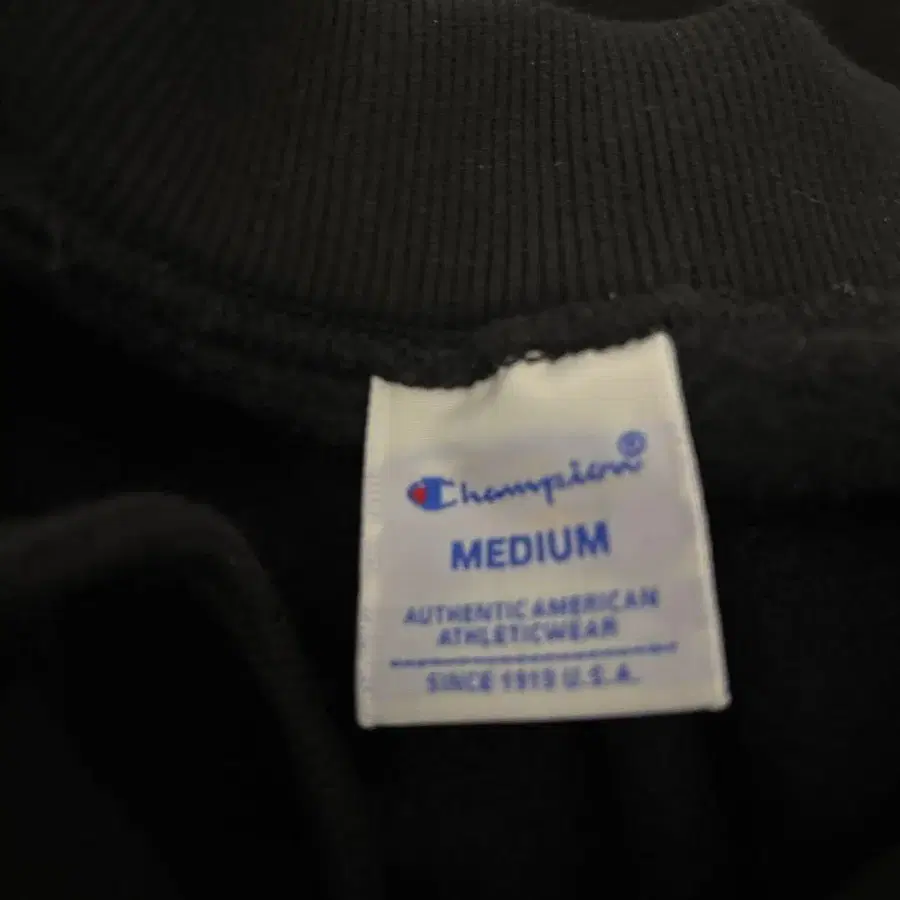 Champion®
MEDIUM
AUTHENTIC AMERICAN
ATHLETICWEAR
SINCE 1919 U.S.A.